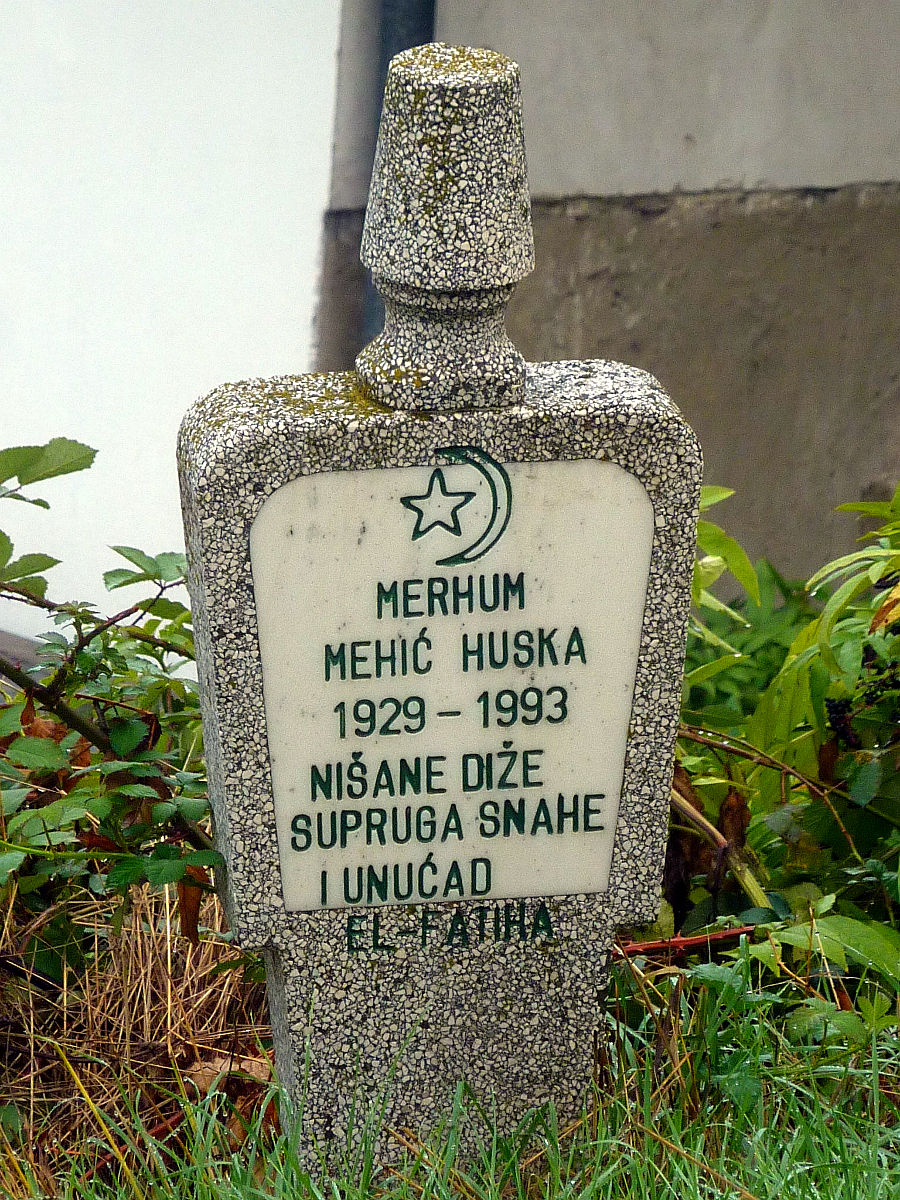 MERHUM
MEHIĆ HUSKA
1929 – 1993
NIŠANE DIŽE
SUPRUGA SNAHE
I UNUĆAD
EL-FATIHA